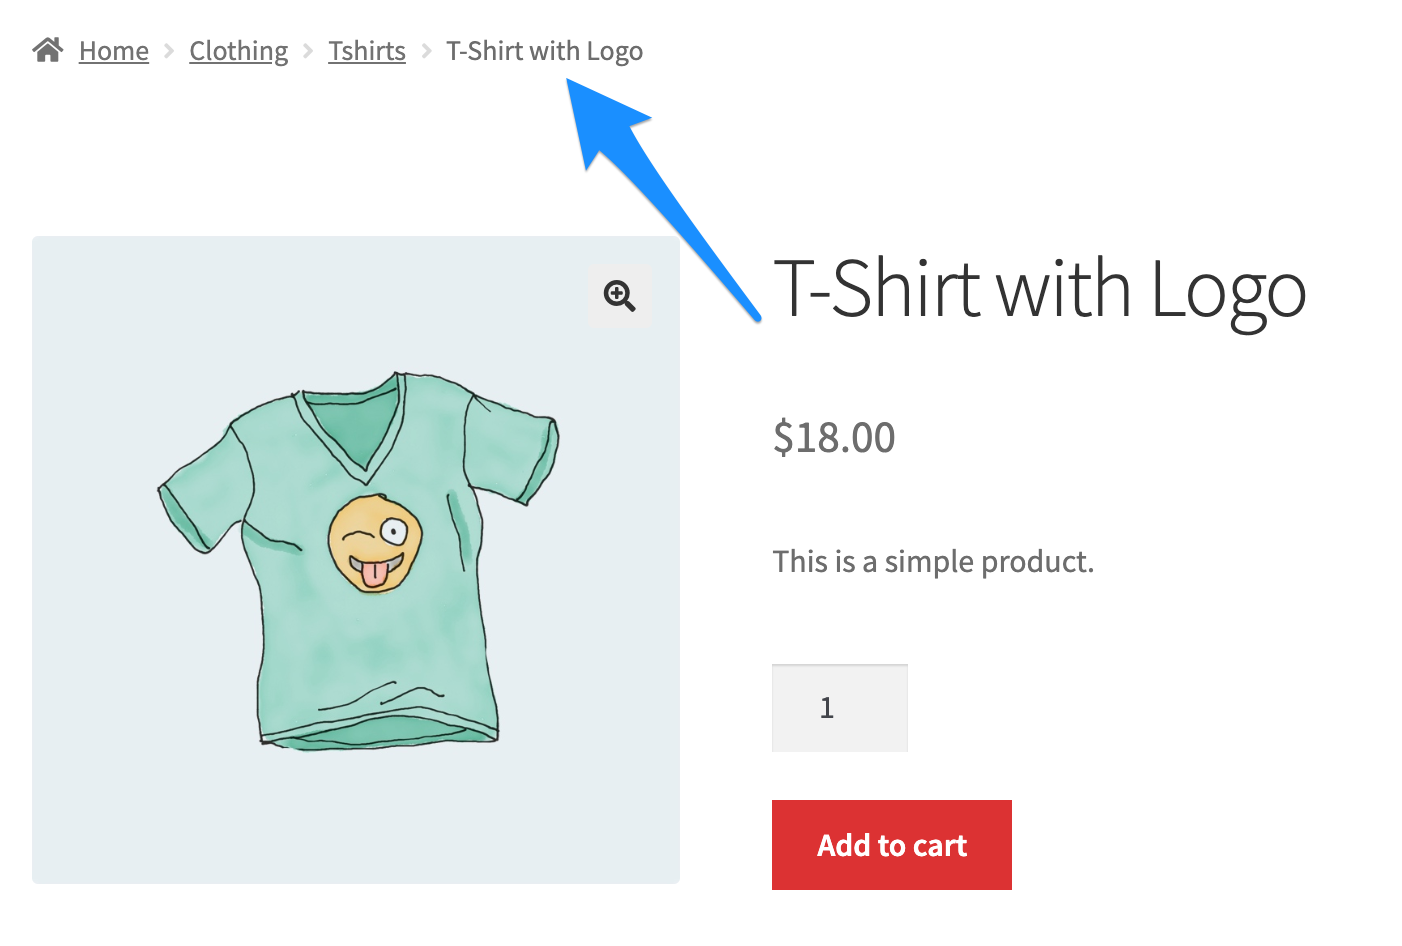 Home > Clothing > Tshirts > T-Shirt with Logo
T-Shirt with Logo
$18.00
This is a simple product.
1
Add to cart